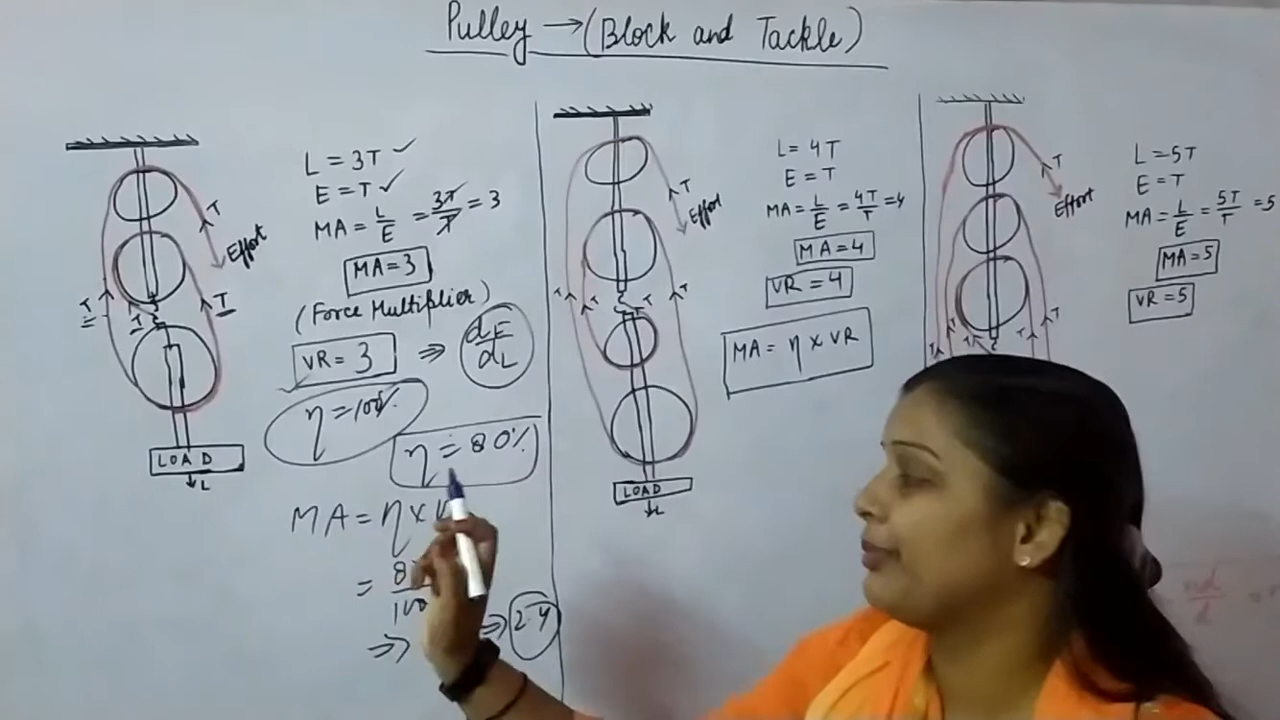 Pulley → (Block and Tackle)
L = 3T ✓
E = T ✓
MA = L/E = 3T/T = 3
MA = 3
(Force Multiplier)
VR = 3 ⇒ dE/dL
η = 100%
η = 80%
MA = η ×
=
⇒
⇒ 2.4
T
Effort
T
T
T
LOAD
L
L = 4T
E = T
MA = L/E = 4T/T = 4
MA = 4
VR = 4
MA = η × VR
T
Effort
T
T
T
T
LOAD
L
L = 5T
E = T
MA = L/E = 5T/T = 5
MA = 5
VR = 5
T
Effort
T
T
T
T